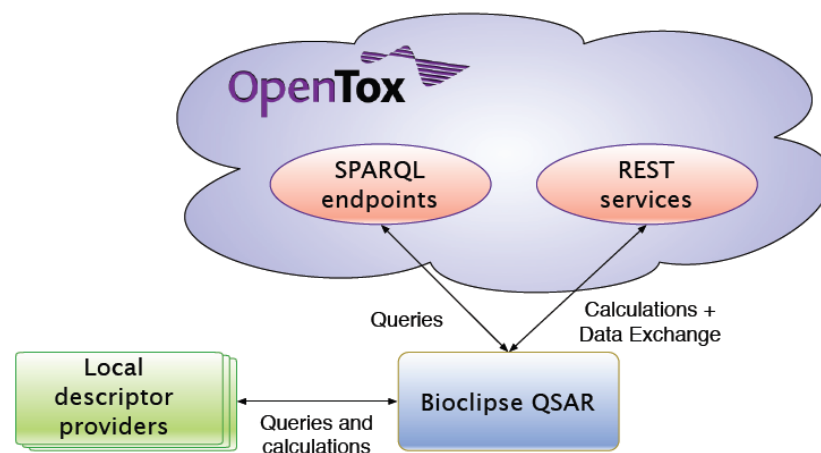 OpenTox
SPARQL
endpoints
REST
services
Queries
Calculations +
Data Exchange
Local
descriptor
providers
Queries and
calculations
Bioclipse QSAR